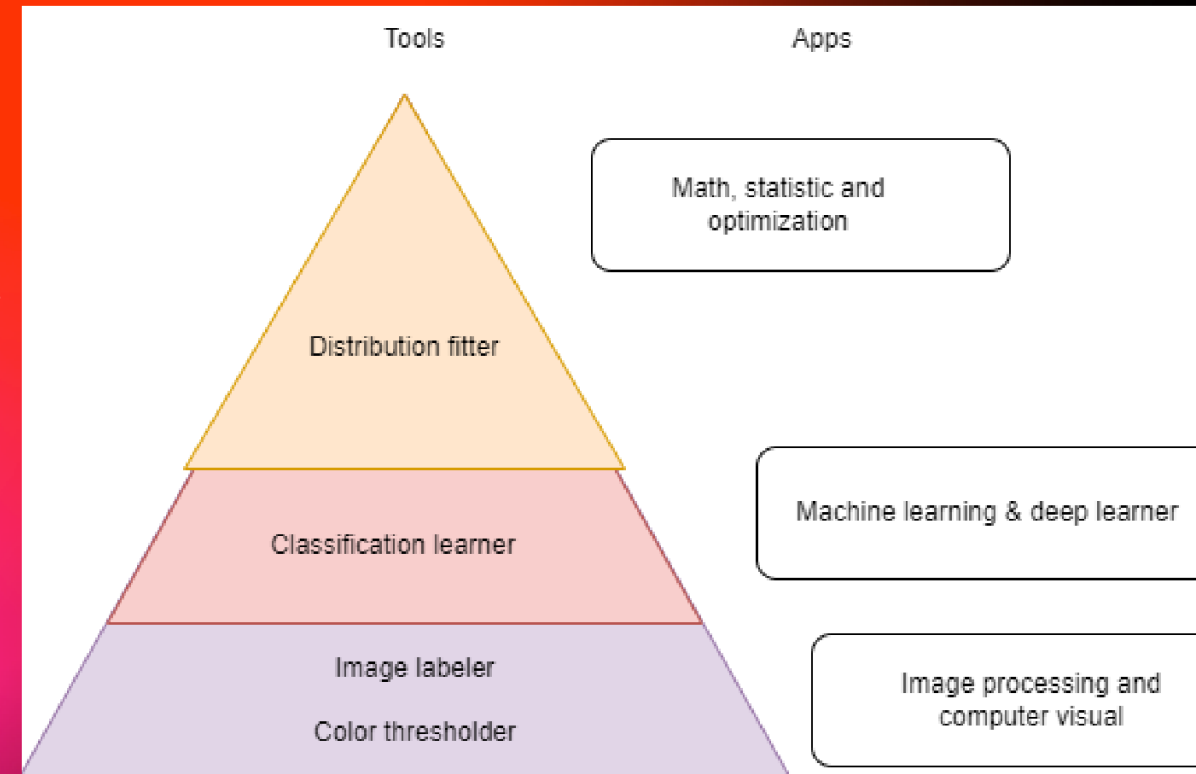 Tools
Apps
Math, statistic and
optimization
Distribution fitter
Machine learning & deep learner
Classification learner
Image labeler
Image processing and
computer visual
Color thresholder